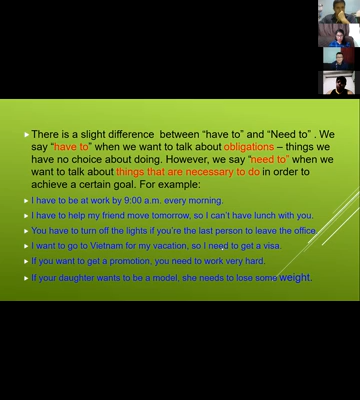 There is a slight difference between "have to" and "Need to" . We
say "have to" when we want to talk about obligations – things we
have no choice about doing. However, we say "need to" when we
want to talk about things that are necessary to do in order to
achieve a certain goal. For example:
I have to be at work by 9:00 a.m. every morning.
I have to help my friend move tomorrow, so I can't have lunch with you.
You have to turn off the lights if you're the last person to leave the office.
I want to go to Vietnam for my vacation, so I need to get a visa.
If you want to get a promotion, you need to work very hard.
If your daughter wants to be a model, she needs to lose some weight.